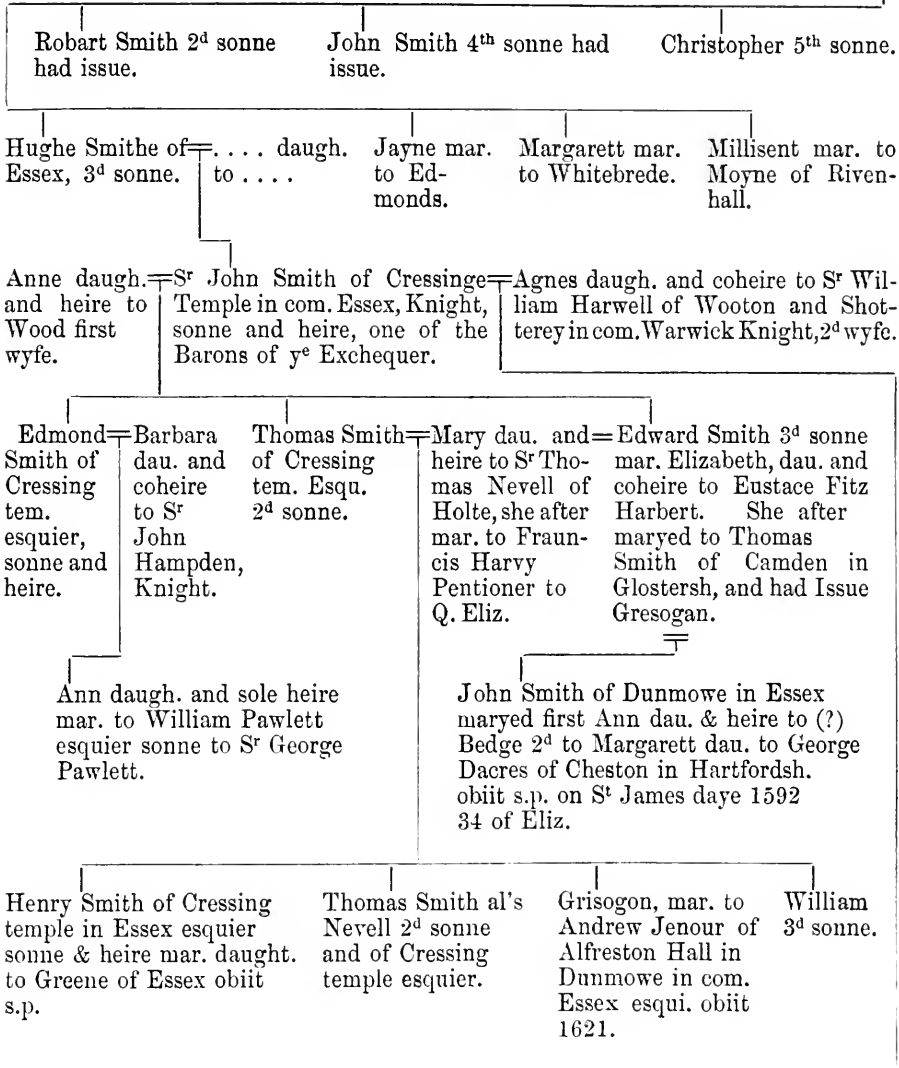 Robart Smith 2ᵈ sonne
had issue.
John Smith 4ᵗʰ sonne had
issue.
Christopher 5ᵗʰ sonne.
Hughe Smithe of
Essex, 3ᵈ sonne.
. . . . daugh.
to . . . .
Jayne mar.
to Ed-
monds.
Margarett mar.
to Whitebrede.
Millisent mar. to
Moyne of Riven-
hall.
Anne daugh.
and heire to
Wood first
wyfe.
Sʳ John Smith of Cressinge
Temple in com. Essex, Knight,
sonne and heire, one of the
Barons of yᵉ Exchequer.
Agnes daugh. and coheire to Sʳ Wil-
liam Harwell of Wooton and Shot-
terey in com. Warwick Knight, 2ᵈ wyfe.
Edmond
Smith of
Cressing
tem.
esquier,
sonne and
heire.
Barbara
dau. and
coheire
to Sʳ
John
Hampden,
Knight.
Thomas Smith
of Cressing
tem. Esqu.
2ᵈ sonne.
Mary dau. and
heire to Sʳ Tho-
mas Nevell of
Holte, she after
mar. to Fraun-
cis Harvy
Pentioner to
Q. Eliz.
Edward Smith 3ᵈ sonne
mar. Elizabeth, dau. and
coheire to Eustace Fitz
Harbert. She after
maryed to Thomas
Smith of Camden in
Glostersh, and had Issue
Gresogan.
Ann daugh. and sole heire
mar. to William Pawlett
esquier sonne to Sʳ George
Pawlett.
John Smith of Dunmowe in Essex
maryed first Ann dau. & heire to (?)
Bedge 2ᵈ to Margarett dau. to George
Dacres of Cheston in Hartfordsh.
obiit s.p. on Sᵗ James daye 1592
34 of Eliz.
Henry Smith of Cressing
temple in Essex esquier
sonne & heire mar. daught.
to Greene of Essex obiit
s.p.
Thomas Smith al's
Nevell 2ᵈ sonne
and of Cressing
temple esquier.
Grisogon, mar. to
Andrew Jenour of
Alfreston Hall in
Dunmowe in com.
Essex esqui. obiit
1621.
William
3ᵈ sonne.